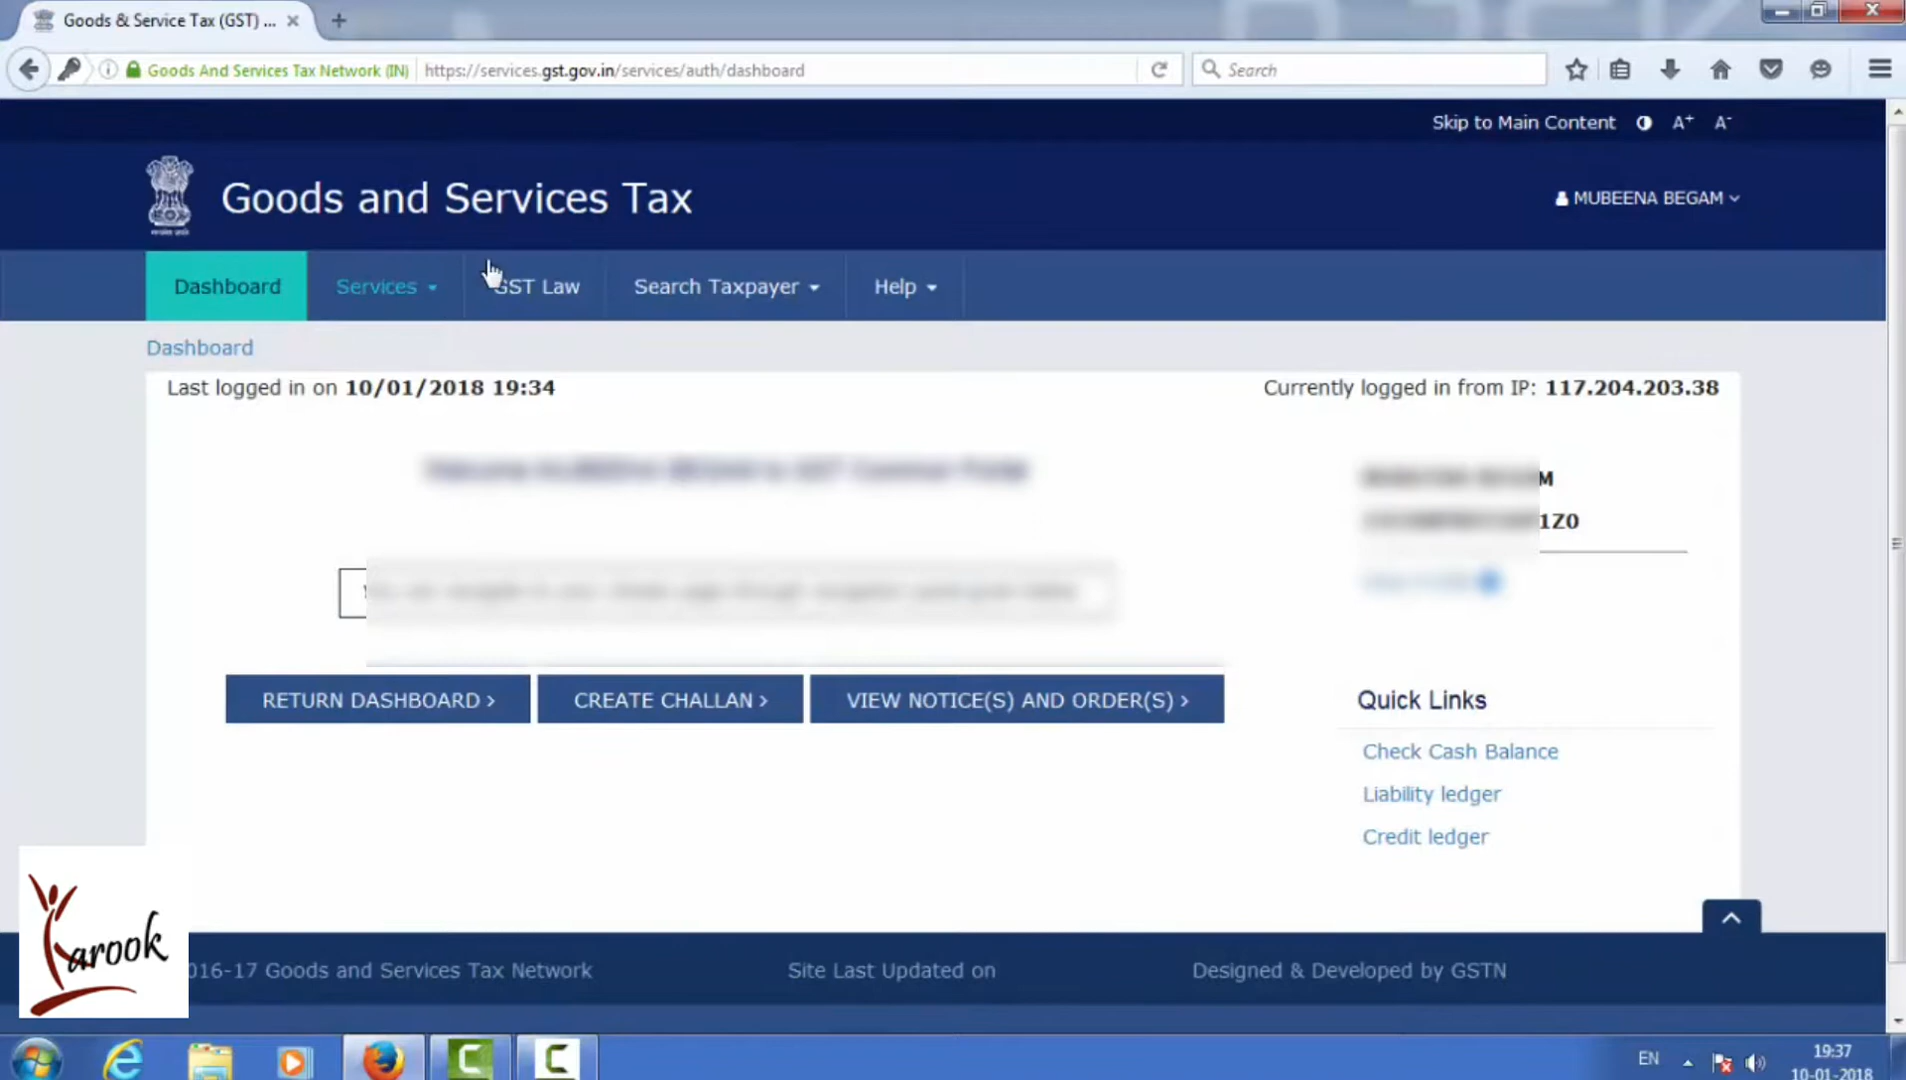 Goods & Service Tax (GST) ...
Goods And Services Tax Network (IN)
https://services.gst.gov.in/services/auth/dashboard
Search
Skip to Main Content
A+
A-
Goods and Services Tax
MUBEENA BEGAM
Dashboard
Services
GST Law
Search Taxpayer
Help
Dashboard
Last logged in on 10/01/2018 19:34
Currently logged in from IP: 117.204.203.38
M
1Z0
RETURN DASHBOARD >
CREATE CHALLAN >
VIEW NOTICE(S) AND ORDER(S) >
Quick Links
Check Cash Balance
Liability ledger
Credit ledger
arook
016-17 Goods and Services Tax Network
Site Last Updated on
Designed & Developed by GSTN
EN
19:37
10-01-2018